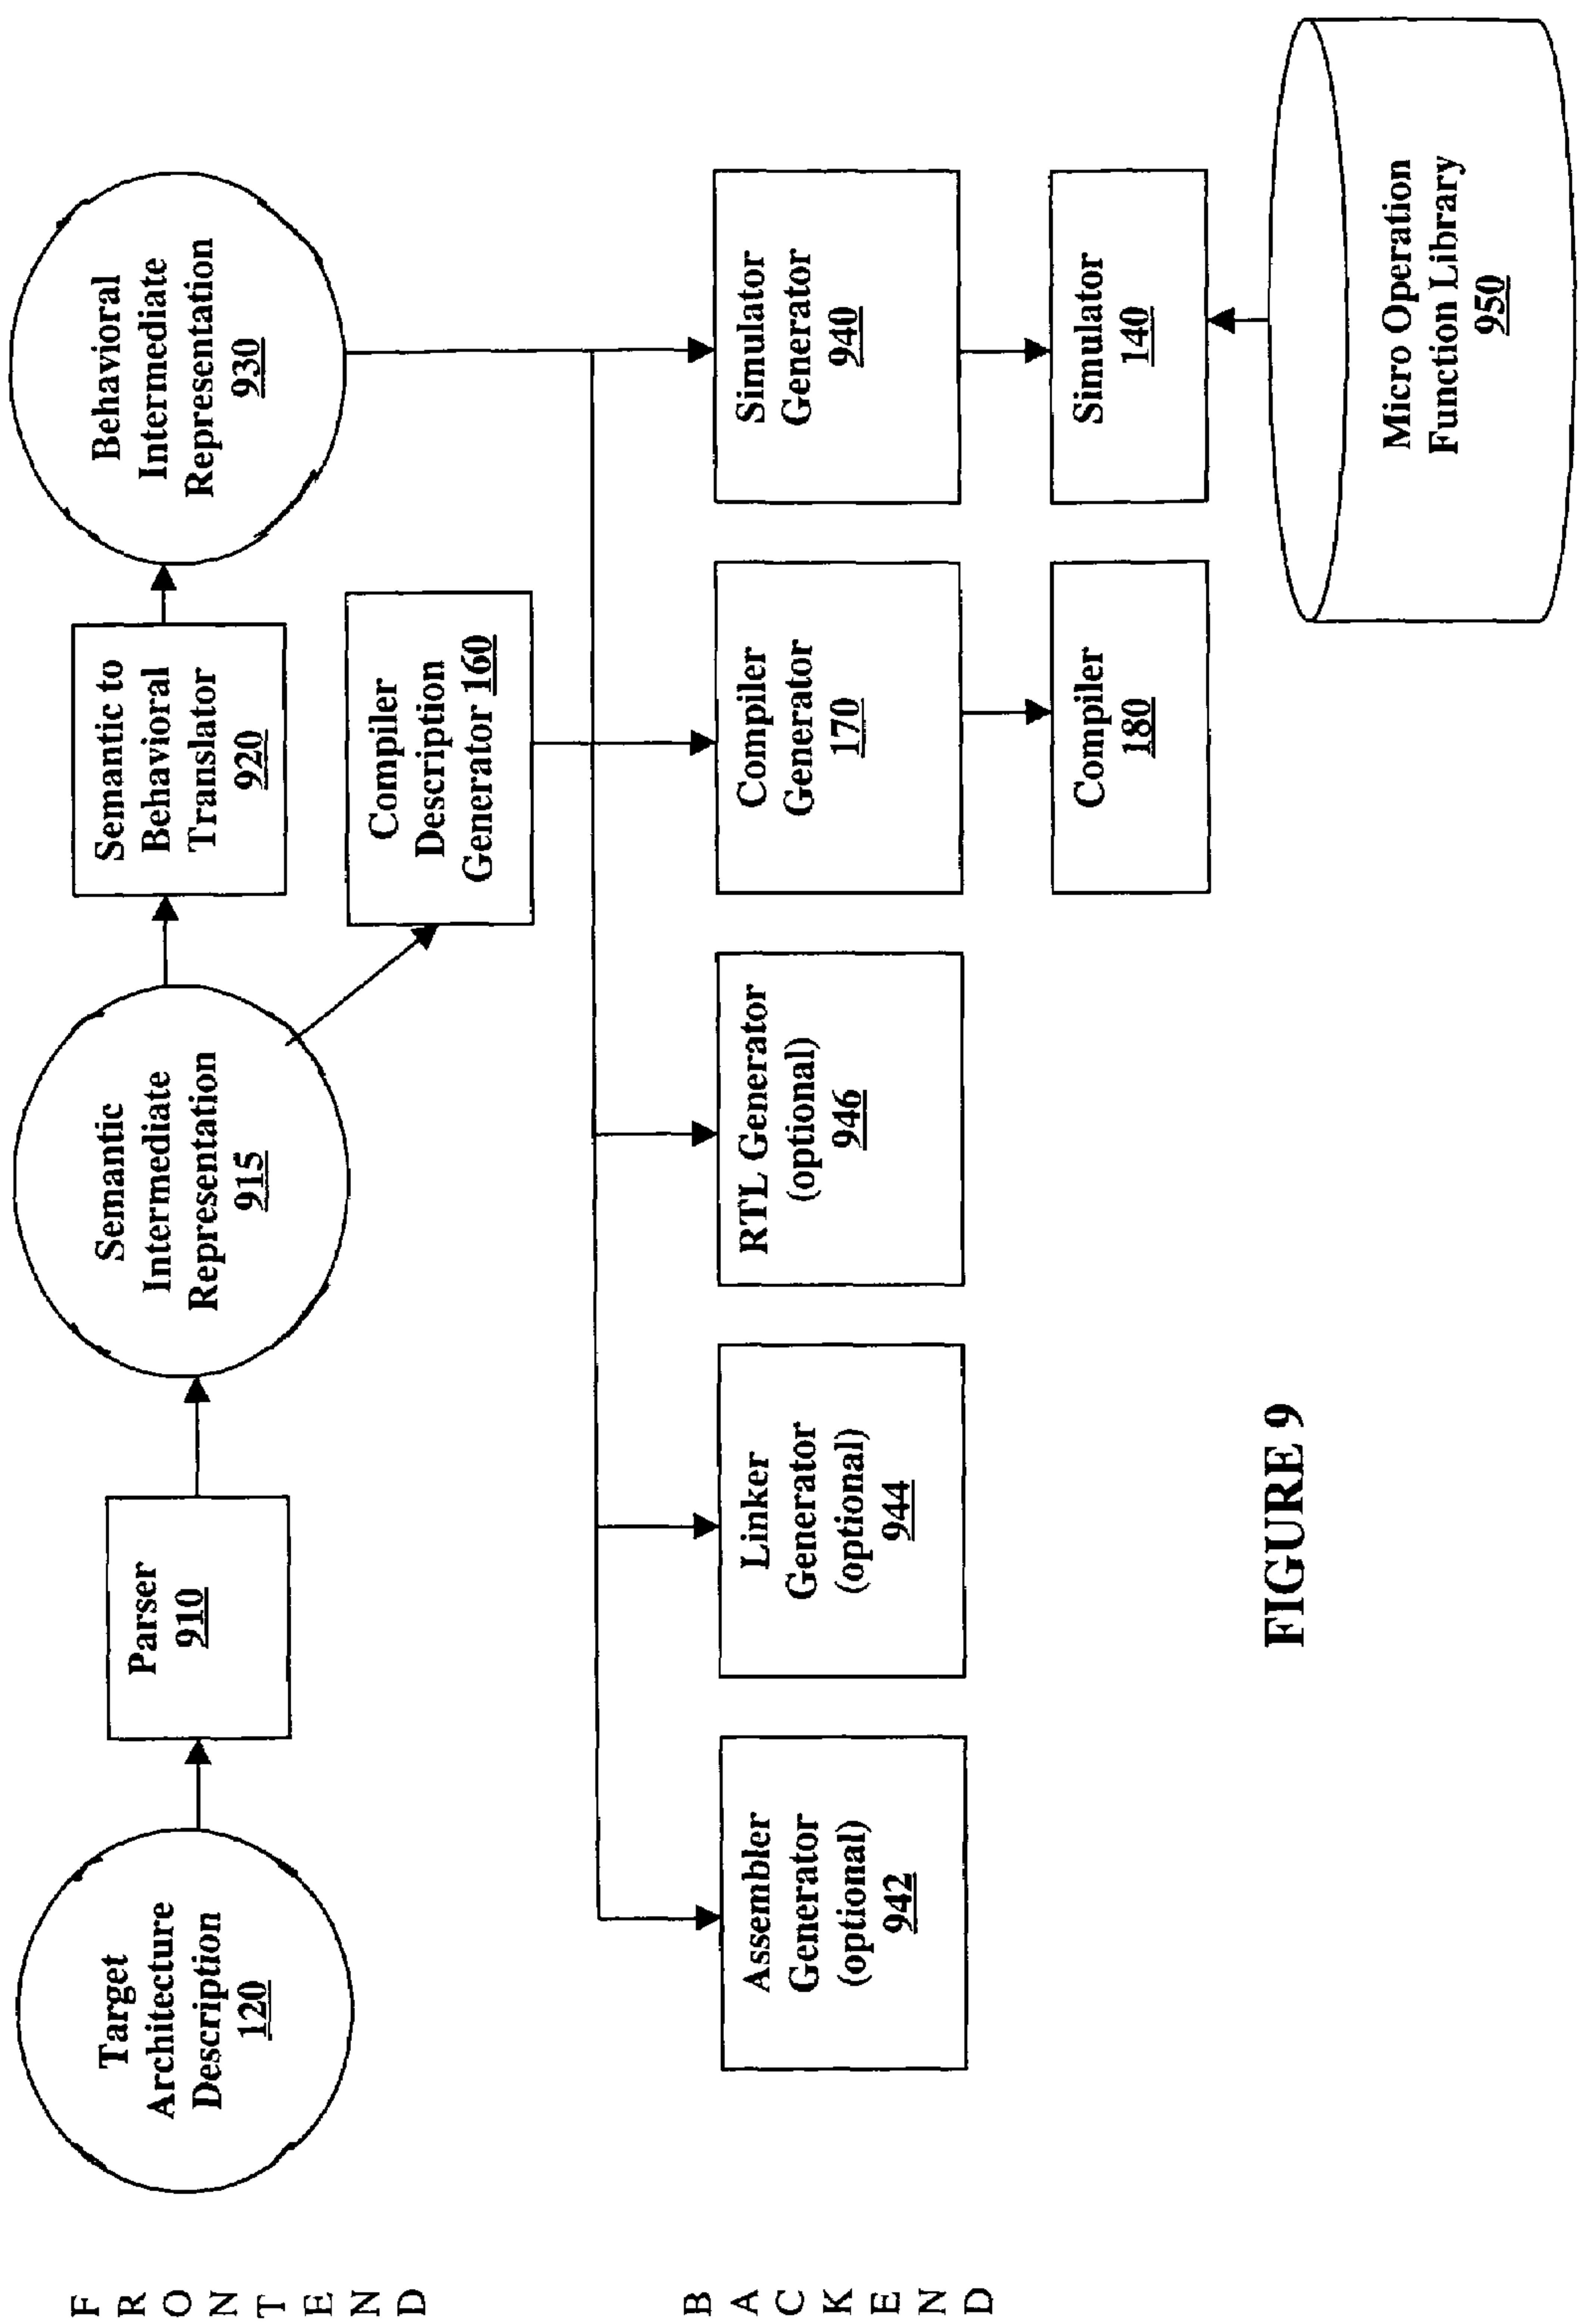 F
R
O
N
T
E
N
D
Target
Architecture
Description
120
Parser
910
Semantic
Intermediate
Representation
915
Semantic to
Behavioral
Translator
920
Behavioral
Intermediate
Representation
930
Compiler
Description
Generator 160
B
A
C
K
E
N
D
Assembler
Generator
(optional)
942
Linker
Generator
(optional)
944
RTL Generator
(optional)
946
Compiler
Generator
170
Simulator
Generator
940
Compiler
180
Simulator
140
Micro Operation
Function Library
950
FIGURE 9